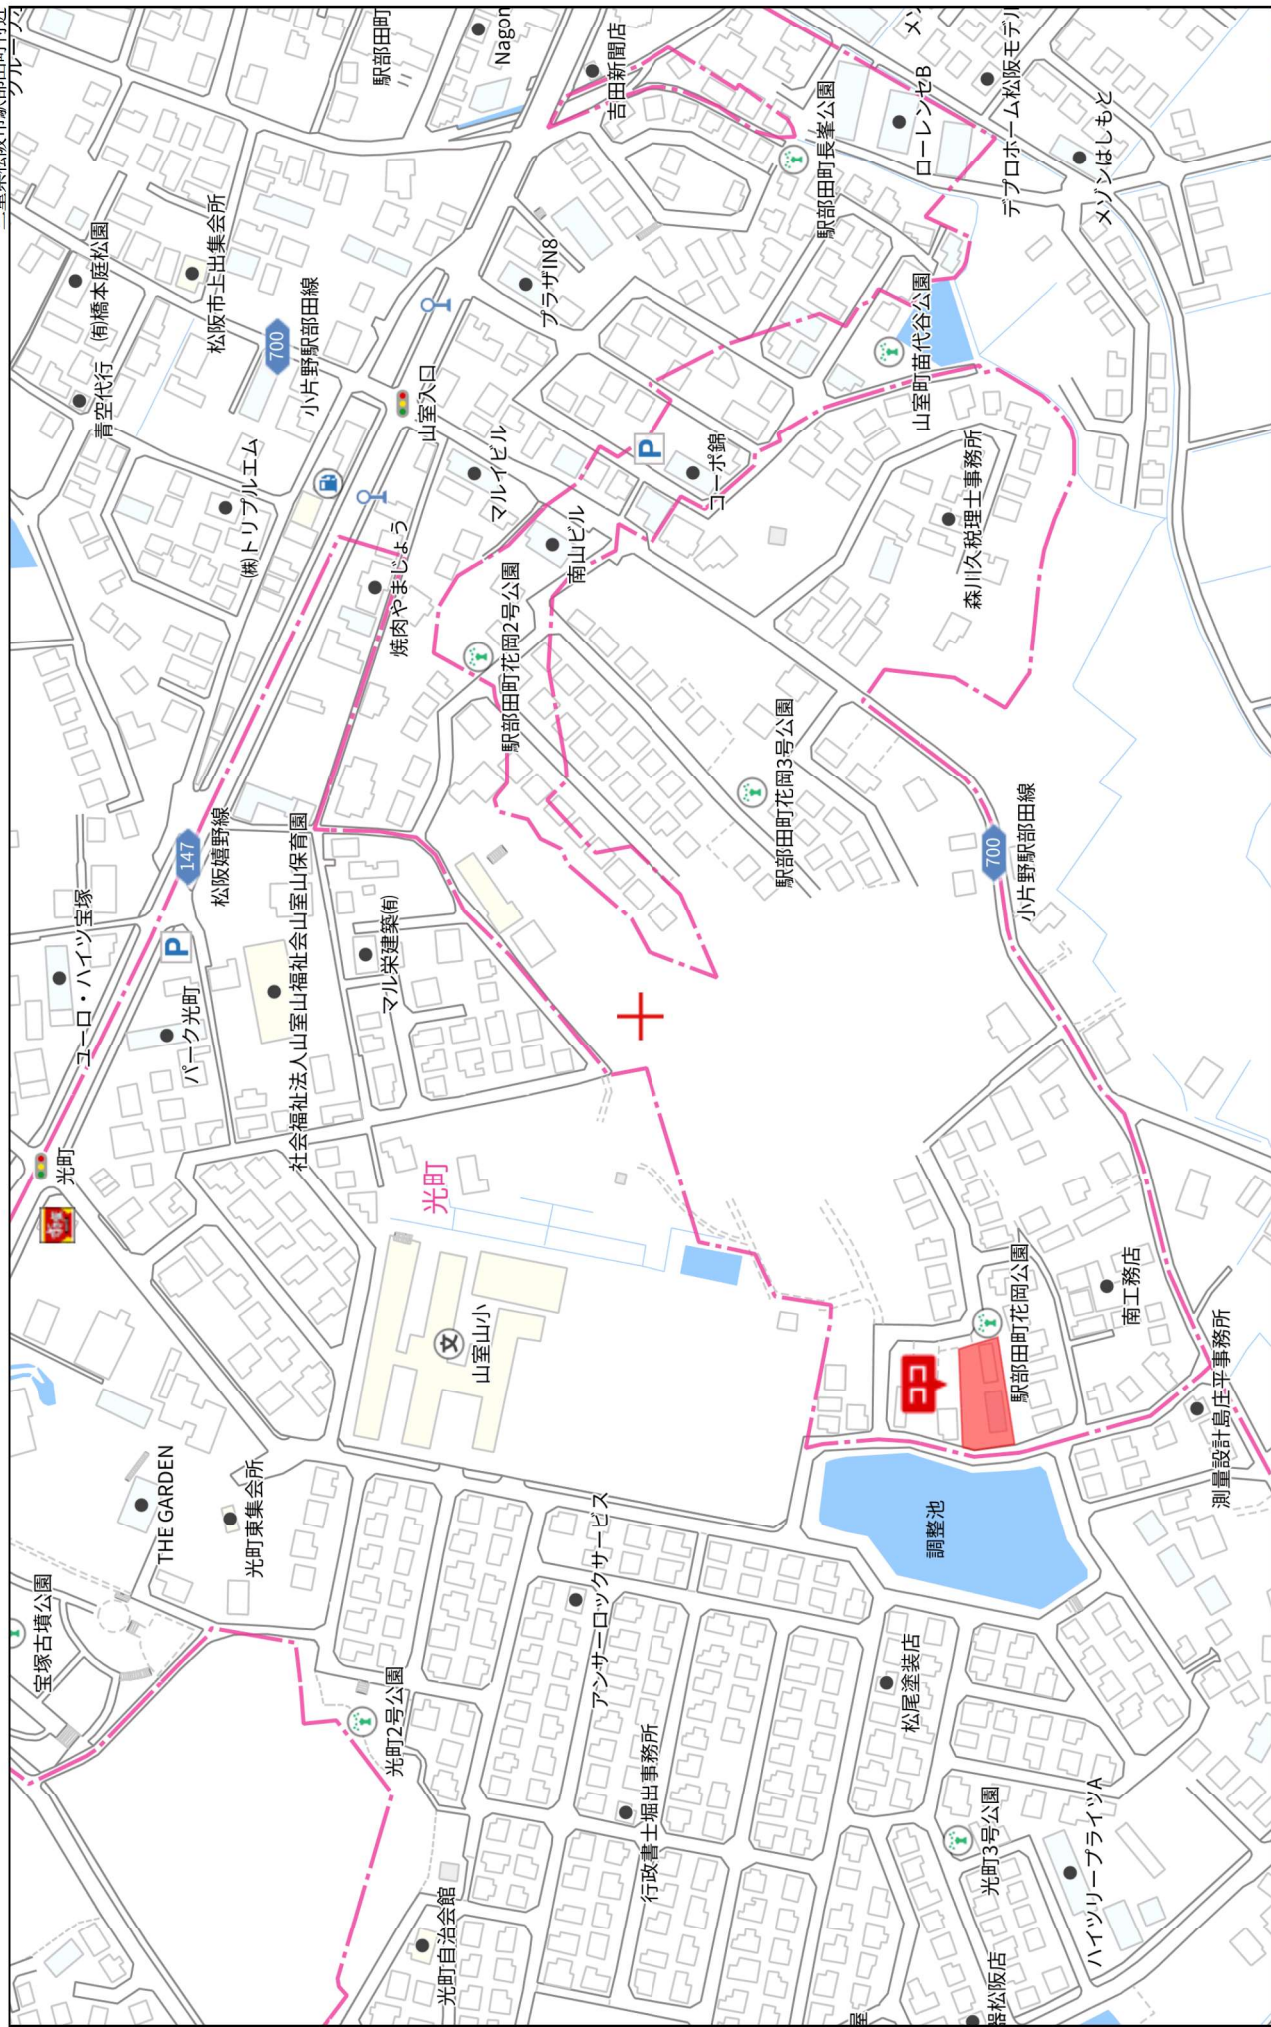 宝塚古墳公園
THE GARDEN
光町東集会所
光町2号公園
光町自治会館
光町
ユーロ・ハイツ宝塚
パーク光町
147
松阪嬉野線
P
社会福祉法人山室山福祉会山室山保育園
マル栄建築㈲
光町
山室山小
アンサーロックサービス
行政書士堀出事務所
松尾塗装店
光町3号公園
ハイツリープライツA
器松阪店
屋
調整池
ココ
駅部田町花岡公園
南工務店
測量設計島庄平事務所
青空代行
㈲橋本庭松園
松阪市上出集会所
700
小片野駅部田線
㈱トリプルエム
山室入口
焼肉やまじょう
マルイビル
南山ビル
駅部田町花岡2号公園
駅部田町花岡3号公園
700
小片野駅部田線
駅部田町
Nagon
吉田新聞店
プラザIN8
P
コーポ錦
駅部田町長峯公園
山室町苗代谷公園
森川久税理士事務所
ローレンセB
デプロホーム松阪モデル
メゾンはしもと
メゾ